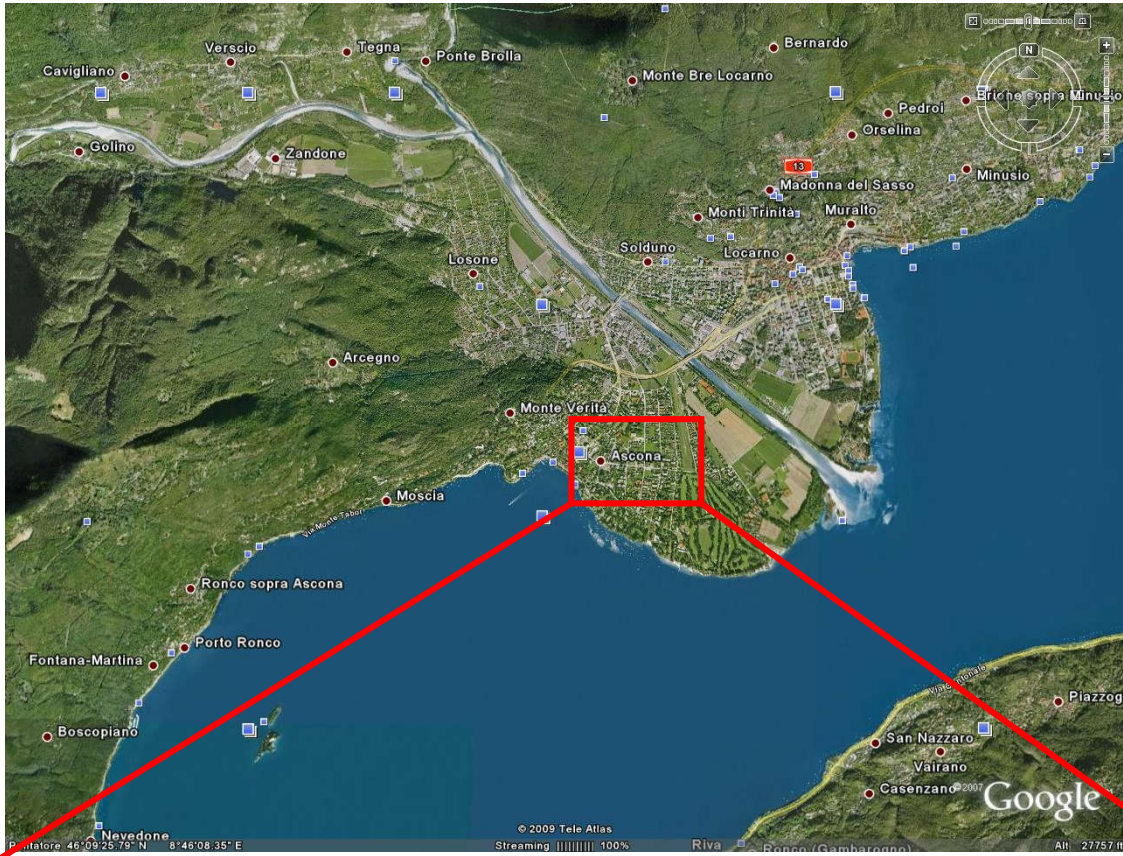 Bernardo
Tegna
Verscio
Ponte Brolla
Cavigliano
Monte Bre Locarno
N
Brione sopra Minusio
Pedroi
Orselina
Golino
Zandone
13
Minusio
Madonna del Sasso
Monti Trinità
Muralto
Solduno
Losone
Locarno
Arcegno
Monte Verità
Ascona
Moscia
Via Monte Tabor
Ronco sopra Ascona
Porto Ronco
Fontana-Martina
Via Cantonale
Piazzog
Boscopiano
San Nazzaro
Vairano
Casenzano
©2007 Google
© 2009 Tele Atlas
Nevedone
Puntatore 46°09'25.79" N 8°46'08.35" E
Streaming ||||||||| 100%
Riva
Ronco (Gambarogno)
Alt 27757 ft